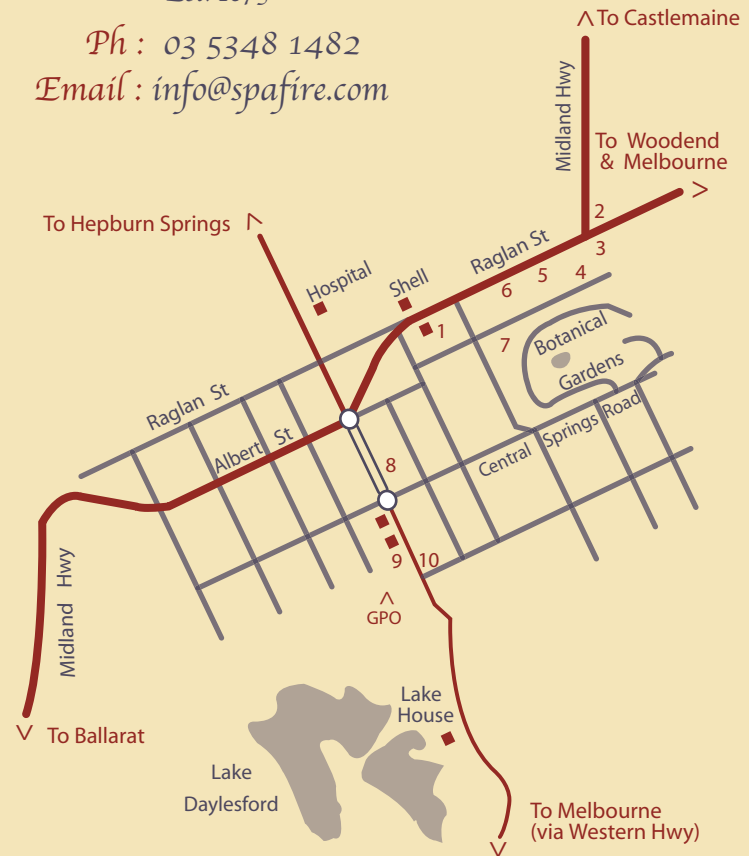 Ph : 03 5348 1482
Email : info@spafire.com
^ To Castlemaine
Midland Hwy
To Woodend
& Melbourne
>
To Hepburn Springs ^
2
3
Raglan St
4
5
6
Hospital
Shell
1
7
Botanical
Gardens
Raglan St
Albert St
8
Central Springs Road
9 10
^
GPO
Midland Hwy
Lake
House
v To Ballarat
Lake
Daylesford
To Melbourne
(via Western Hwy)
v